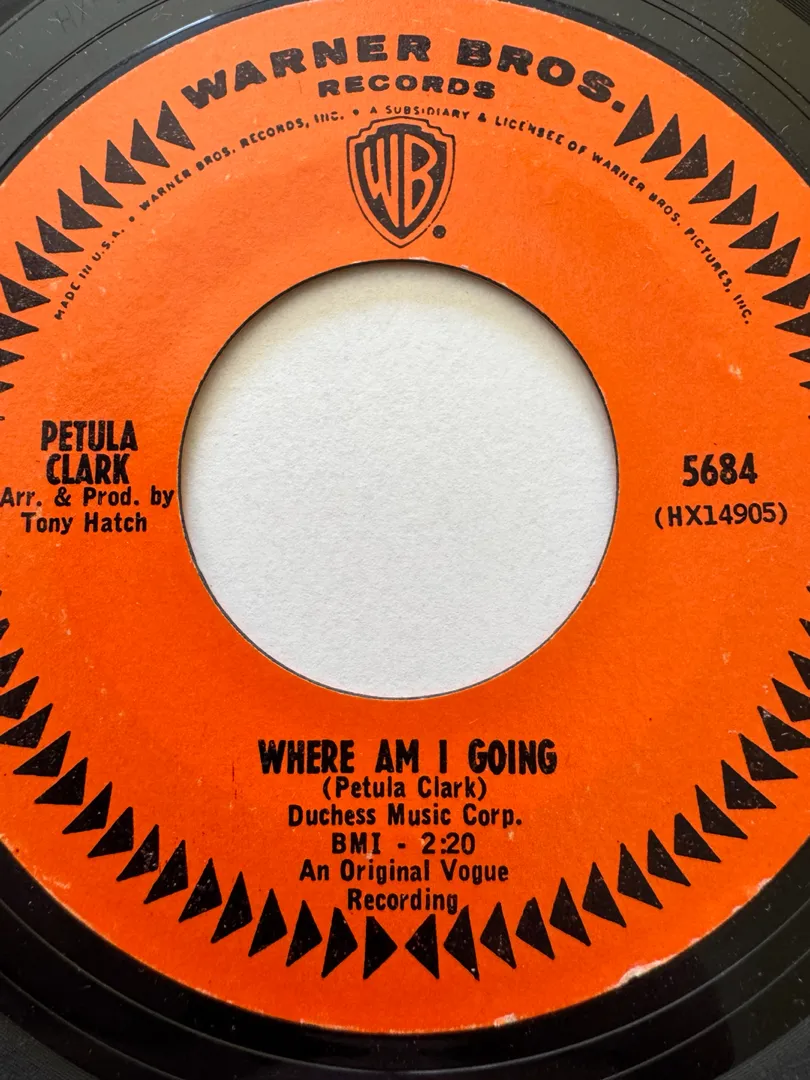 WARNER BROS.
RECORDS
MADE IN U.S.A. • WARNER BROS. RECORDS, INC. • A SUBSIDIARY & LICENSEE OF WARNER BROS. PICTURES, INC.
WB
PETULA
CLARK
Arr. & Prod. by
Tony Hatch
5684
(HX14905)
WHERE AM I GOING
(Petula Clark)
Duchess Music Corp.
BMI - 2:20
An Original Vogue
Recording